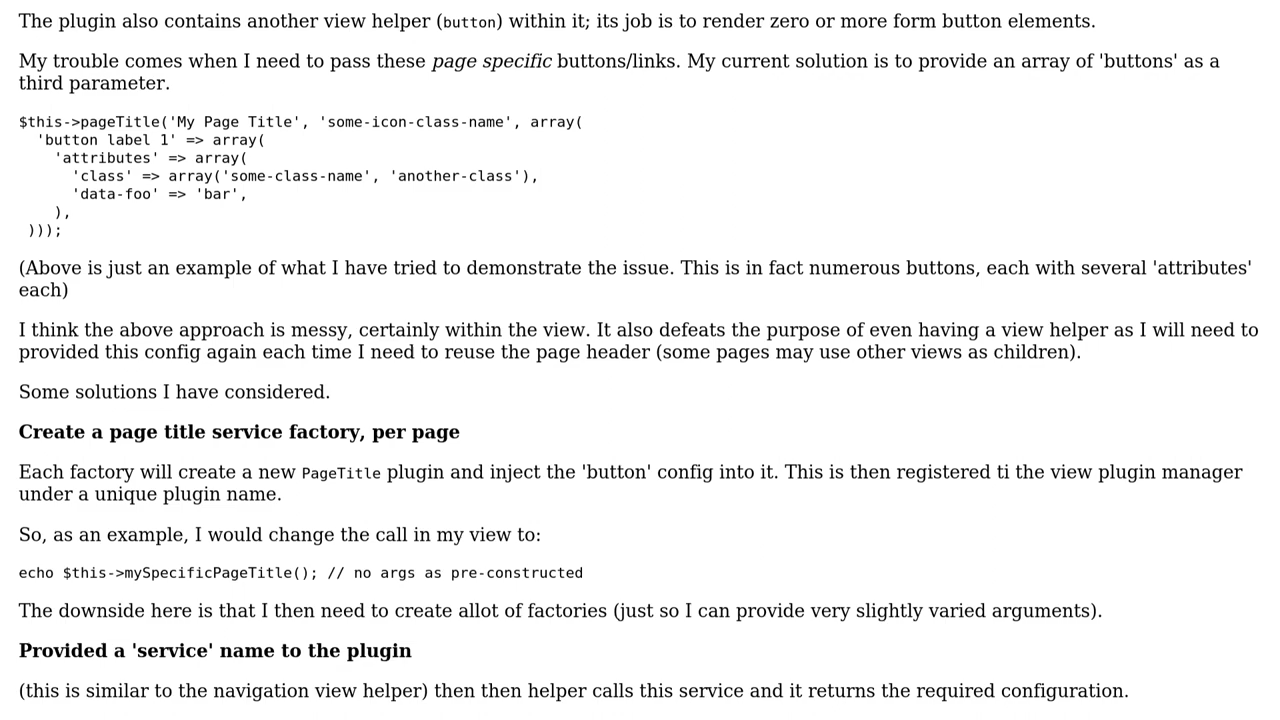 The plugin also contains another view helper (button) within it; its job is to render zero or more form button elements.
My trouble comes when I need to pass these page specific buttons/links. My current solution is to provide an array of 'buttons' as a
third parameter.
$this->pageTitle('My Page Title', 'some-icon-class-name', array(
  'button label 1' => array(
    'attributes' => array(
      'class' => array('some-class-name', 'another-class'),
      'data-foo' => 'bar',
    ),
 )));
(Above is just an example of what I have tried to demonstrate the issue. This is in fact numerous buttons, each with several 'attributes'
each)
I think the above approach is messy, certainly within the view. It also defeats the purpose of even having a view helper as I will need to
provided this config again each time I need to reuse the page header (some pages may use other views as children).
Some solutions I have considered.
Create a page title service factory, per page
Each factory will create a new PageTitle plugin and inject the 'button' config into it. This is then registered ti the view plugin manager
under a unique plugin name.
So, as an example, I would change the call in my view to:
echo $this->mySpecificPageTitle(); // no args as pre-constructed
The downside here is that I then need to create allot of factories (just so I can provide very slightly varied arguments).
Provided a 'service' name to the plugin
(this is similar to the navigation view helper) then then helper calls this service and it returns the required configuration.